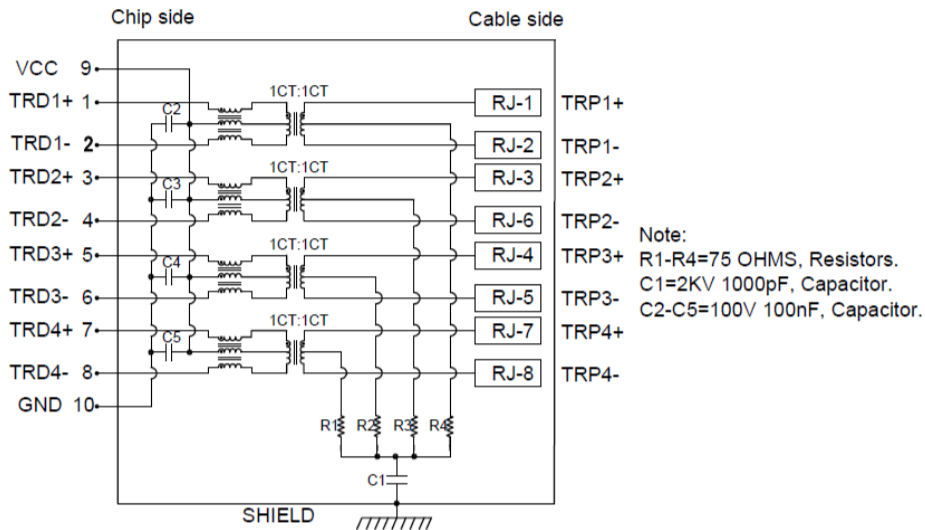 Chip side
Cable side
VCC 9
TRD1+ 1
C2
1CT:1CT
RJ-1
TRP1+
TRD1- 2
RJ-2
TRP1-
TRD2+ 3
C3
1CT:1CT
RJ-3
TRP2+
TRD2- 4
RJ-6
TRP2-
TRD3+ 5
C4
1CT:1CT
RJ-4
TRP3+
TRD3- 6
RJ-5
TRP3-
TRD4+ 7
C5
1CT:1CT
RJ-7
TRP4+
TRD4- 8
RJ-8
TRP4-
GND 10
R1
R2
R3
R4
C1
SHIELD
Note:
R1-R4=75 OHMS, Resistors.
C1=2KV 1000pF, Capacitor.
C2-C5=100V 100nF, Capacitor.